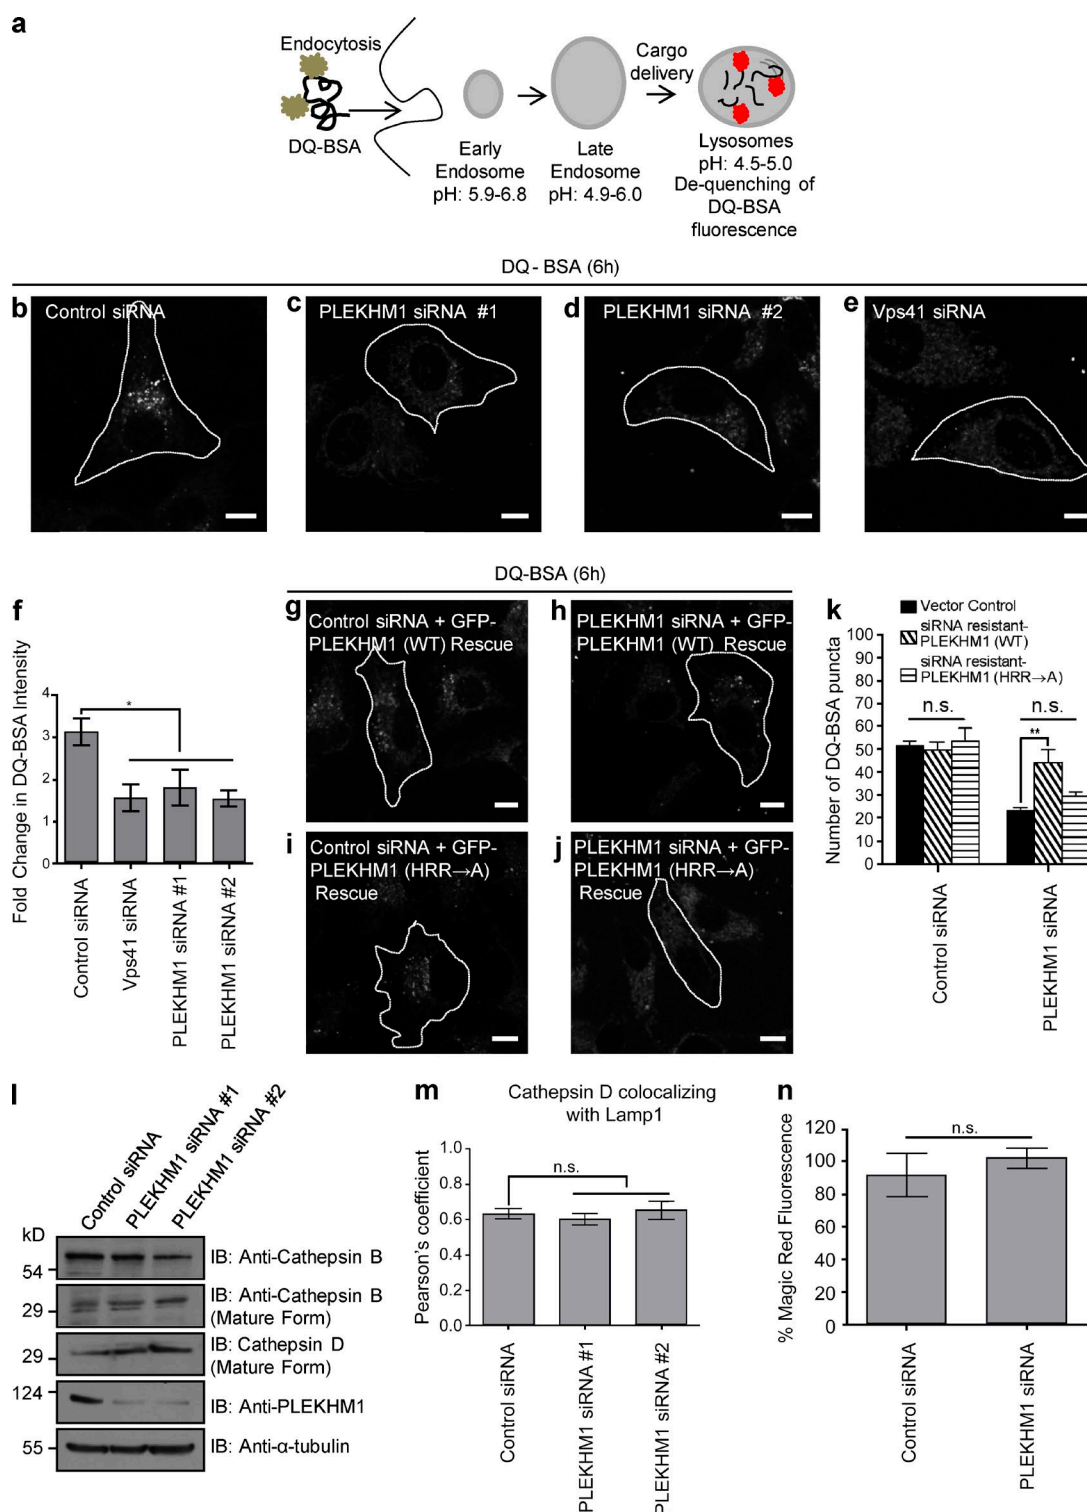 a
Endocytosis
DQ-BSA
Early
Endosome
pH: 5.9-6.8
Late
Endosome
pH: 4.9-6.0
Cargo
delivery
Lysosomes
pH: 4.5-5.0
De-quenching of
DQ-BSA
fluorescence
DQ - BSA (6h)
b
Control siRNA
c
PLEKHM1 siRNA #1
d
PLEKHM1 siRNA #2
e
Vps41 siRNA
f
Fold Change in DQ-BSA Intensity
4
3
2
1
0
*
Control siRNA
Vps41 siRNA
PLEKHM1 siRNA #1
PLEKHM1 siRNA #2
DQ-BSA (6h)
g
Control siRNA + GFP-
PLEKHM1 (WT) Rescue
h
PLEKHM1 siRNA + GFP-
PLEKHM1 (WT) Rescue
i
Control siRNA + GFP-
PLEKHM1 (HRR→A)
Rescue
j
PLEKHM1 siRNA + GFP-
PLEKHM1 (HRR→A)
Rescue
k
Vector Control
siRNA resistant-
PLEKHM1 (WT)
siRNA resistant-
PLEKHM1 (HRR→A)
Number of DQ-BSA puncta
100
90
80
70
60
50
40
30
20
10
0
n.s.
n.s.
**
Control siRNA
PLEKHM1 siRNA
l
Control siRNA
PLEKHM1 siRNA #1
PLEKHM1 siRNA #2
kD
54
IB: Anti-Cathepsin B
29
IB: Anti-Cathepsin B
(Mature Form)
29
IB: Cathepsin D
(Mature Form)
124
IB: Anti-PLEKHM1
55
IB: Anti-α-tubulin
m
Cathepsin D colocalizing
with Lamp1
Pearson's coefficient
1.0
0.8
0.6
0.4
0.2
0.0
n.s.
Control siRNA
PLEKHM1 siRNA #1
PLEKHM1 siRNA #2
n
% Magic Red Fluorescence
120
100
80
60
40
20
0
n.s.
Control siRNA
PLEKHM1 siRNA